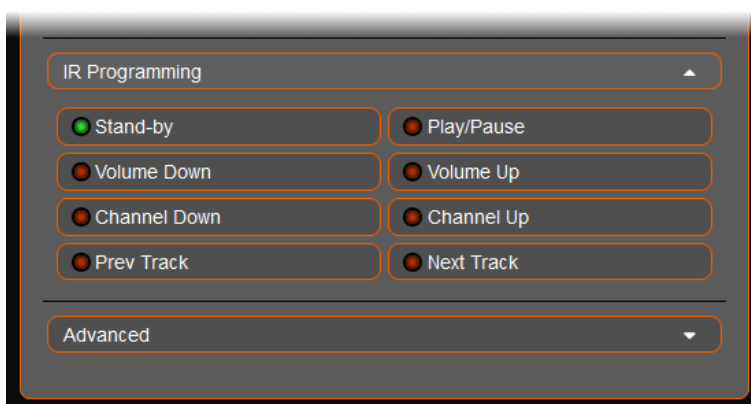 IR Programming
Stand-by
Play/Pause
Volume Down
Volume Up
Channel Down
Channel Up
Prev Track
Next Track
Advanced